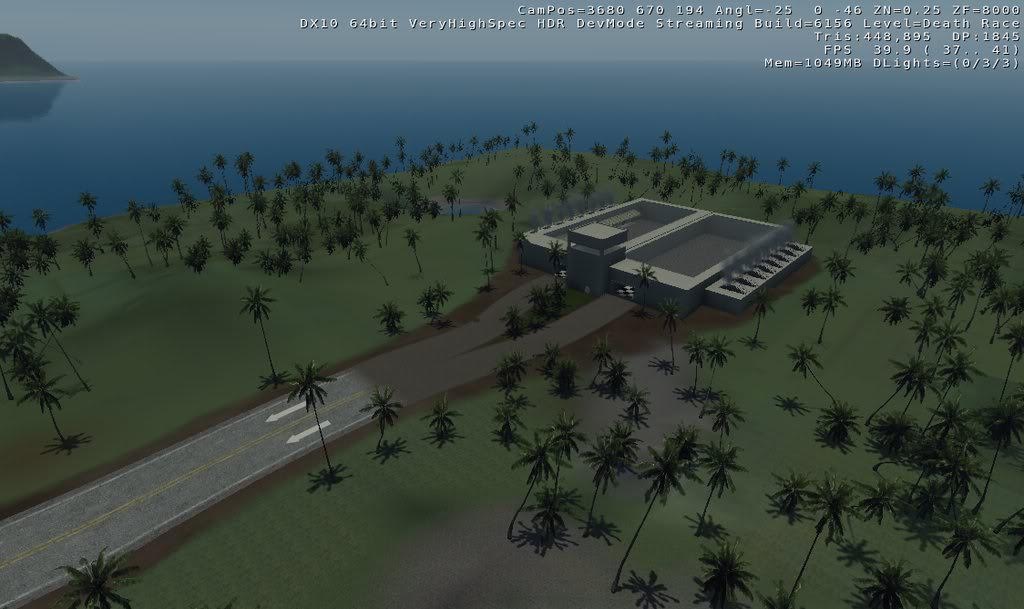 CamPos=3680 670 194 Angl=-25 0 -46 ZN=0.25 ZF=8000
DX10 64bit VeryHighSpec HDR DevMode Streaming Build=6156 Level=Death Race
Tris:448,895 DP:1845
FPS 39.9 ( 37.. 41)
Mem=1049MB DLights=(0/3/3)